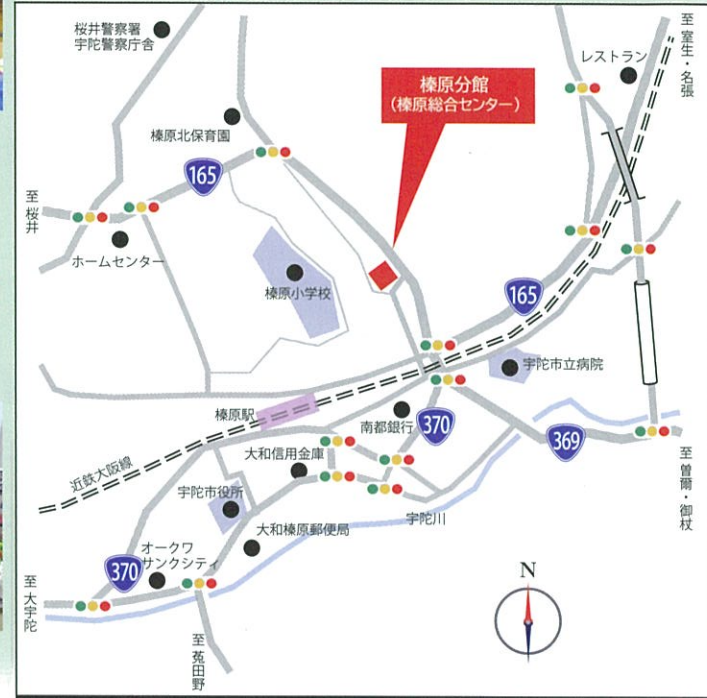 桜井警察署
宇陀警察庁舎
至室生・名張
レストラン
榛原分館
（榛原総合センター）
榛原北保育園
165
至桜井
ホームセンター
榛原小学校
165
宇陀市立病院
榛原駅
南都銀行
370
369
大和信用金庫
近鉄大阪線
宇陀市役所
宇陀川
至曽爾・御杖
大和榛原郵便局
オークワ
サンクシティ
370
N
至大宇陀
至菟田野